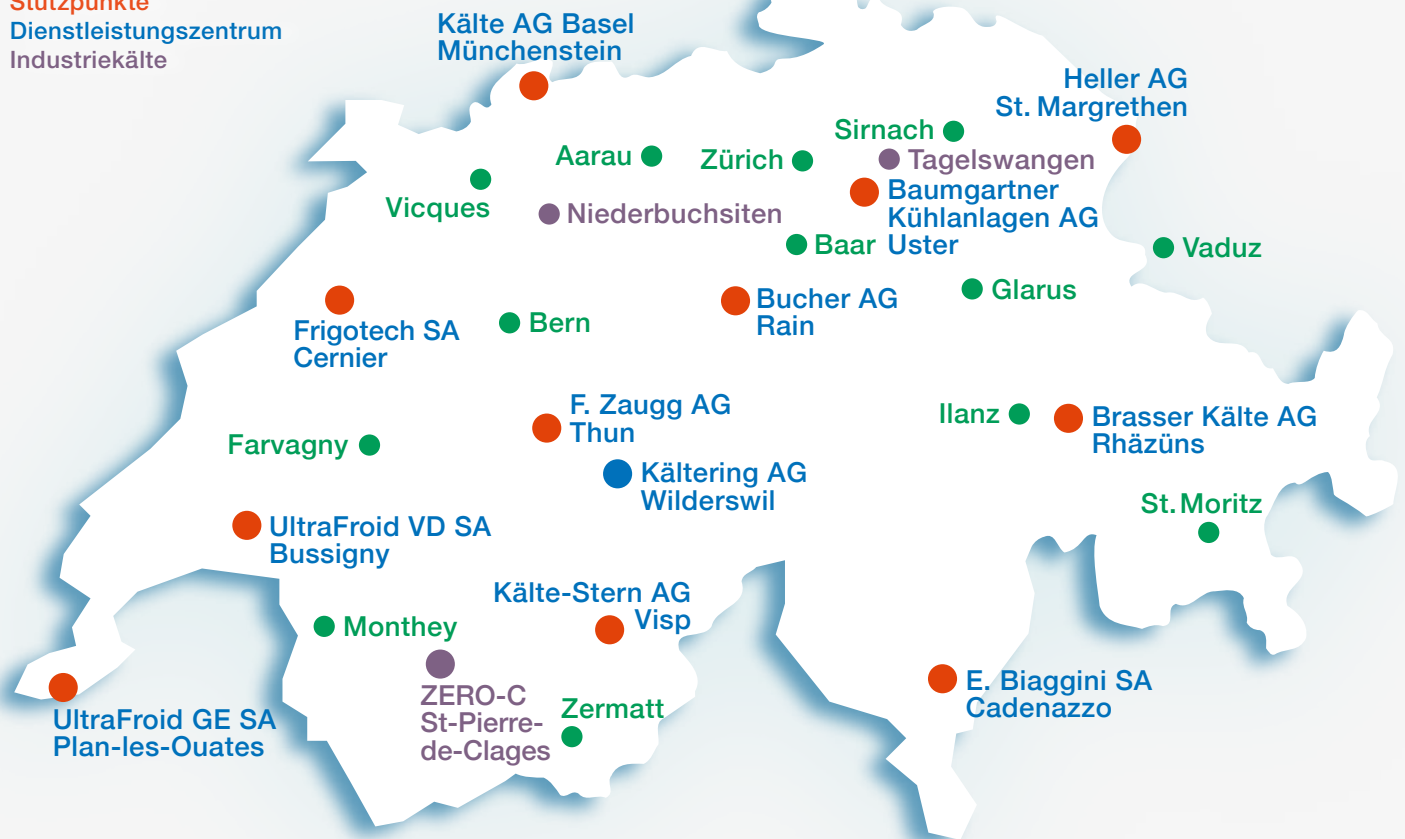 Stützpunkte
Dienstleistungszentrum
Industriekälte
Kälte AG Basel
Münchenstein
Heller AG
St. Margrethen
Sirnach
Aarau
Zürich
Tagelswangen
Vicques
Niederbuchsiten
Baumgartner
Kühlanlagen AG
Uster
Baar
Vaduz
Glarus
Bucher AG
Rain
Frigotech SA
Cernier
Bern
F. Zaugg AG
Thun
Ilanz
Brasser Kälte AG
Rhäzüns
Farvagny
Kältering AG
Wilderswil
St. Moritz
UltraFroid VD SA
Bussigny
Kälte-Stern AG
Visp
Monthey
ZERO-C
St-Pierre-
de-Clages
Zermatt
E. Biaggini SA
Cadenazzo
UltraFroid GE SA
Plan-les-Ouates